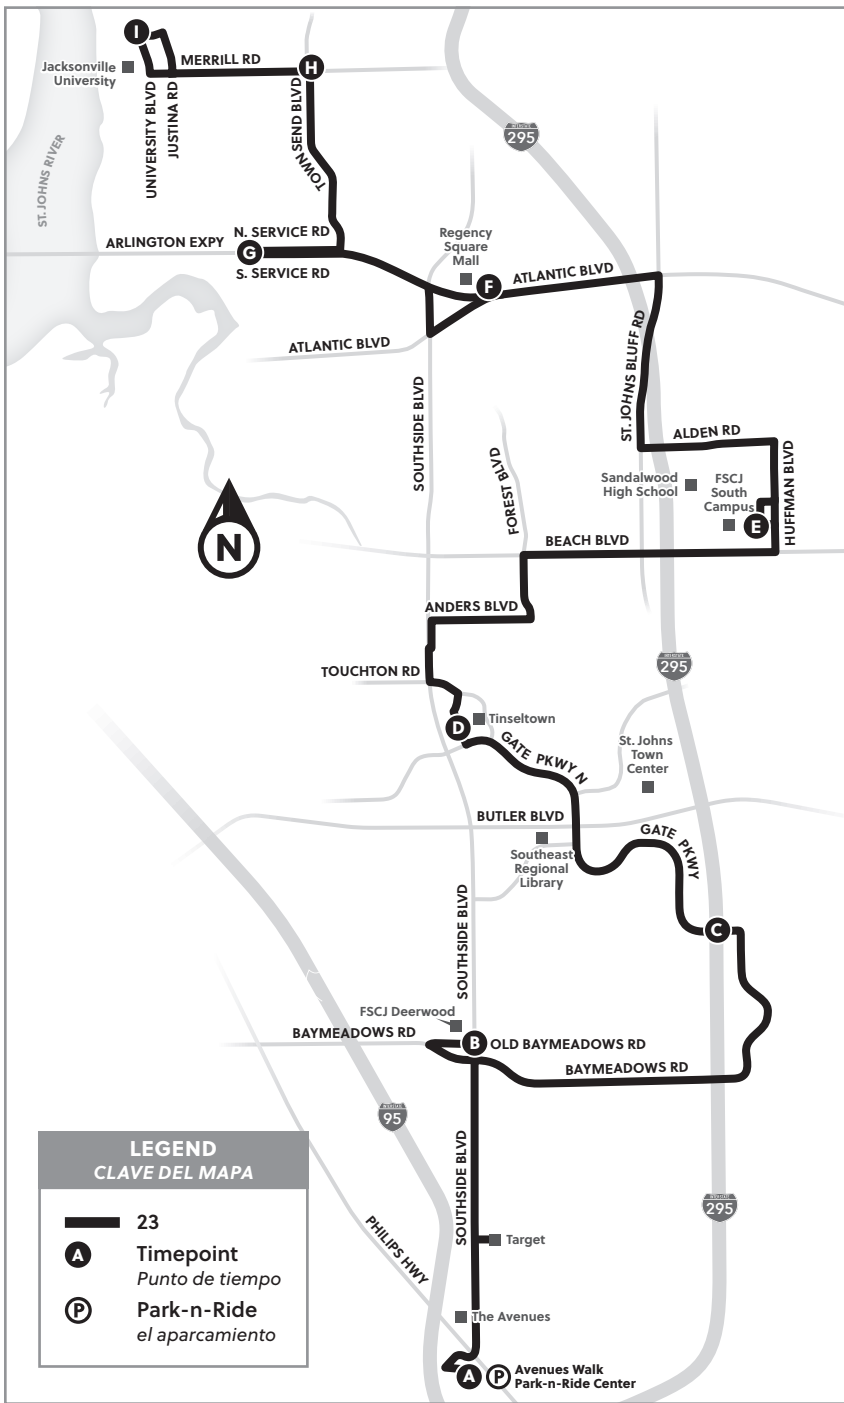 I
H
Jacksonville
University
MERRILL RD
UNIVERSITY BLVD
JUSTINA RD
TOWNSEND BLVD
ST. JOHNS RIVER
295
ARLINGTON EXPY
N. SERVICE RD
G
S. SERVICE RD
Regency
Square
Mall
F
ATLANTIC BLVD
ATLANTIC BLVD
SOUTHSIDE BLVD
ST. JOHNS BLUFF RD
ALDEN RD
HUFFMAN BLVD
Sandalwood
High School
FSCJ
South
Campus
E
FOREST BLVD
N
BEACH BLVD
ANDERS BLVD
TOUCHTON RD
295
D
Tinseltown
GATE PKWY N
St. Johns
Town
Center
BUTLER BLVD
GATE PKWY
Southeast
Regional
Library
SOUTHSIDE BLVD
C
FSCJ Deerwood
BAYMEADOWS RD
B
OLD BAYMEADOWS RD
BAYMEADOWS RD
95
SOUTHSIDE BLVD
295
PHILIPS HWY
Target
The Avenues
A
P
Avenues Walk
Park-n-Ride Center
LEGEND
CLAVE DEL MAPA
23
A Timepoint
Punto de tiempo
P Park-n-Ride
el aparcamiento